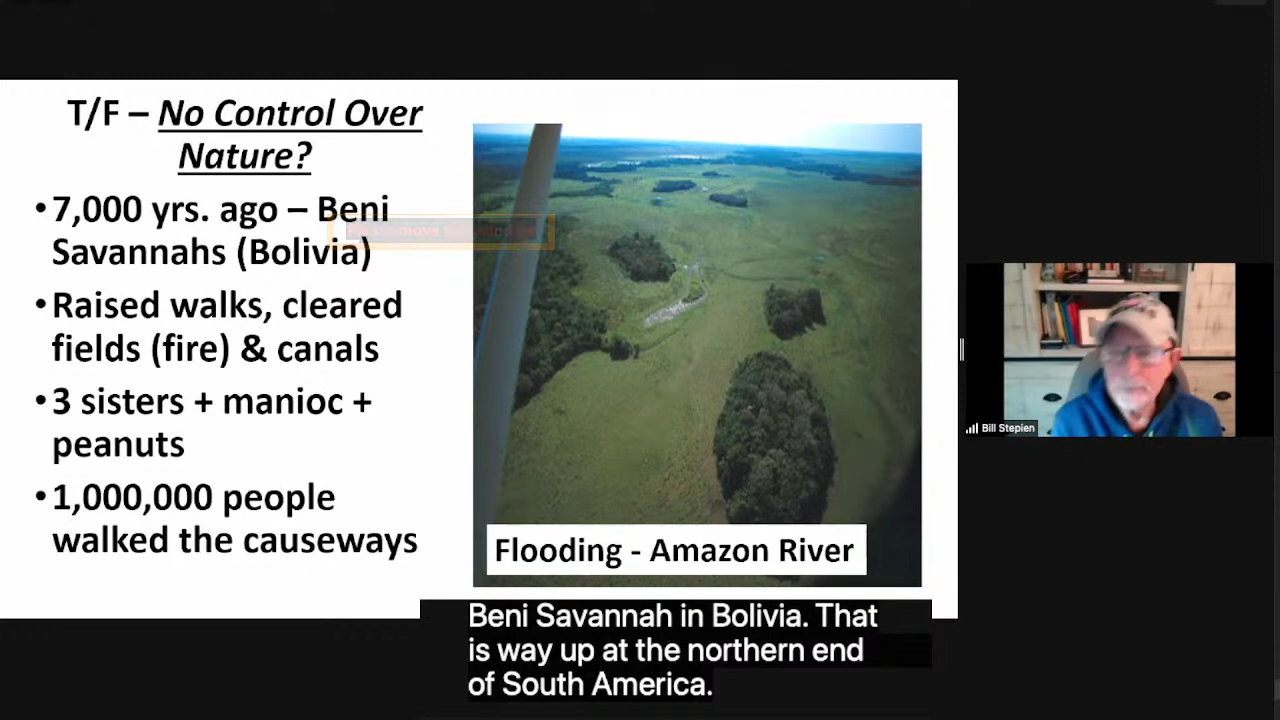 T/F – No Control Over
Nature?
• 7,000 yrs. ago – Beni
Savannahs (Bolivia)
• Raised walks, cleared
fields (fire) & canals
• 3 sisters + manioc +
peanuts
• 1,000,000 people
walked the causeways
Flooding - Amazon River
Bill Stepien
Beni Savannah in Bolivia. That
is way up at the northern end
of South America.